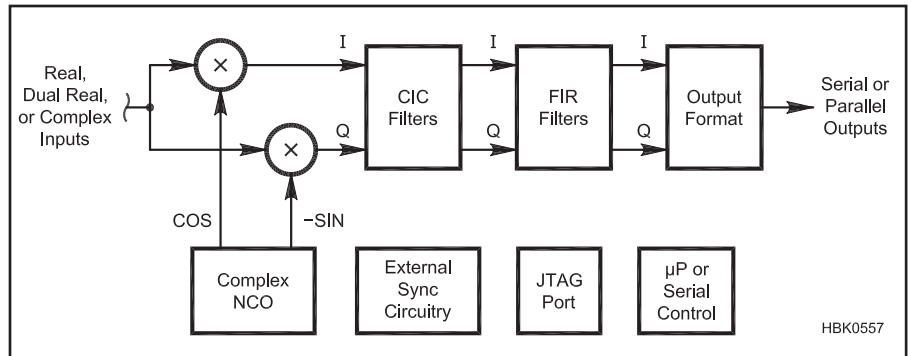 Real,
Dual Real,
or Complex
Inputs
×
I
×
Q
COS
−SIN
CIC
Filters
I
Q
FIR
Filters
I
Q
Output
Format
Serial or
Parallel
Outputs
Complex
NCO
External
Sync
Circuitry
JTAG
Port
µP or
Serial
Control
HBK0557